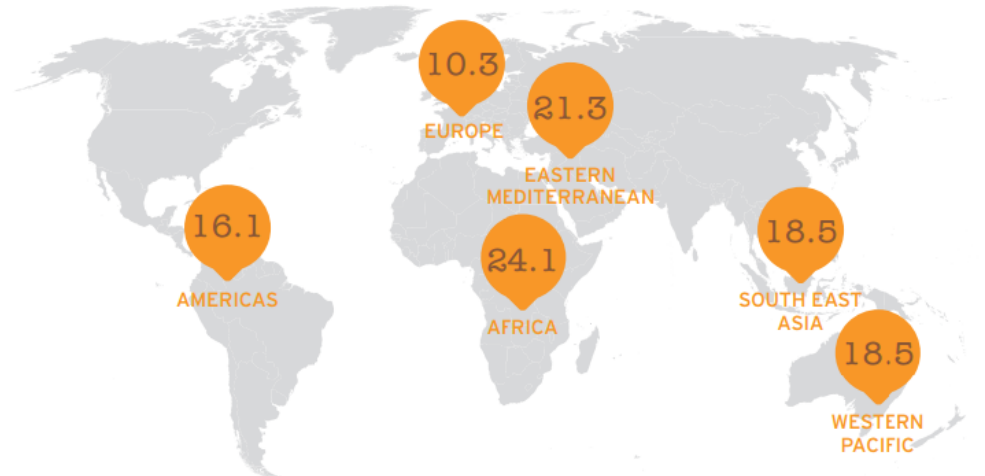 10.3
EUROPE
21.3
EASTERN
MEDITERRANEAN
16.1
AMERICAS
24.1
AFRICA
18.5
SOUTH EAST
ASIA
18.5
WESTERN
PACIFIC